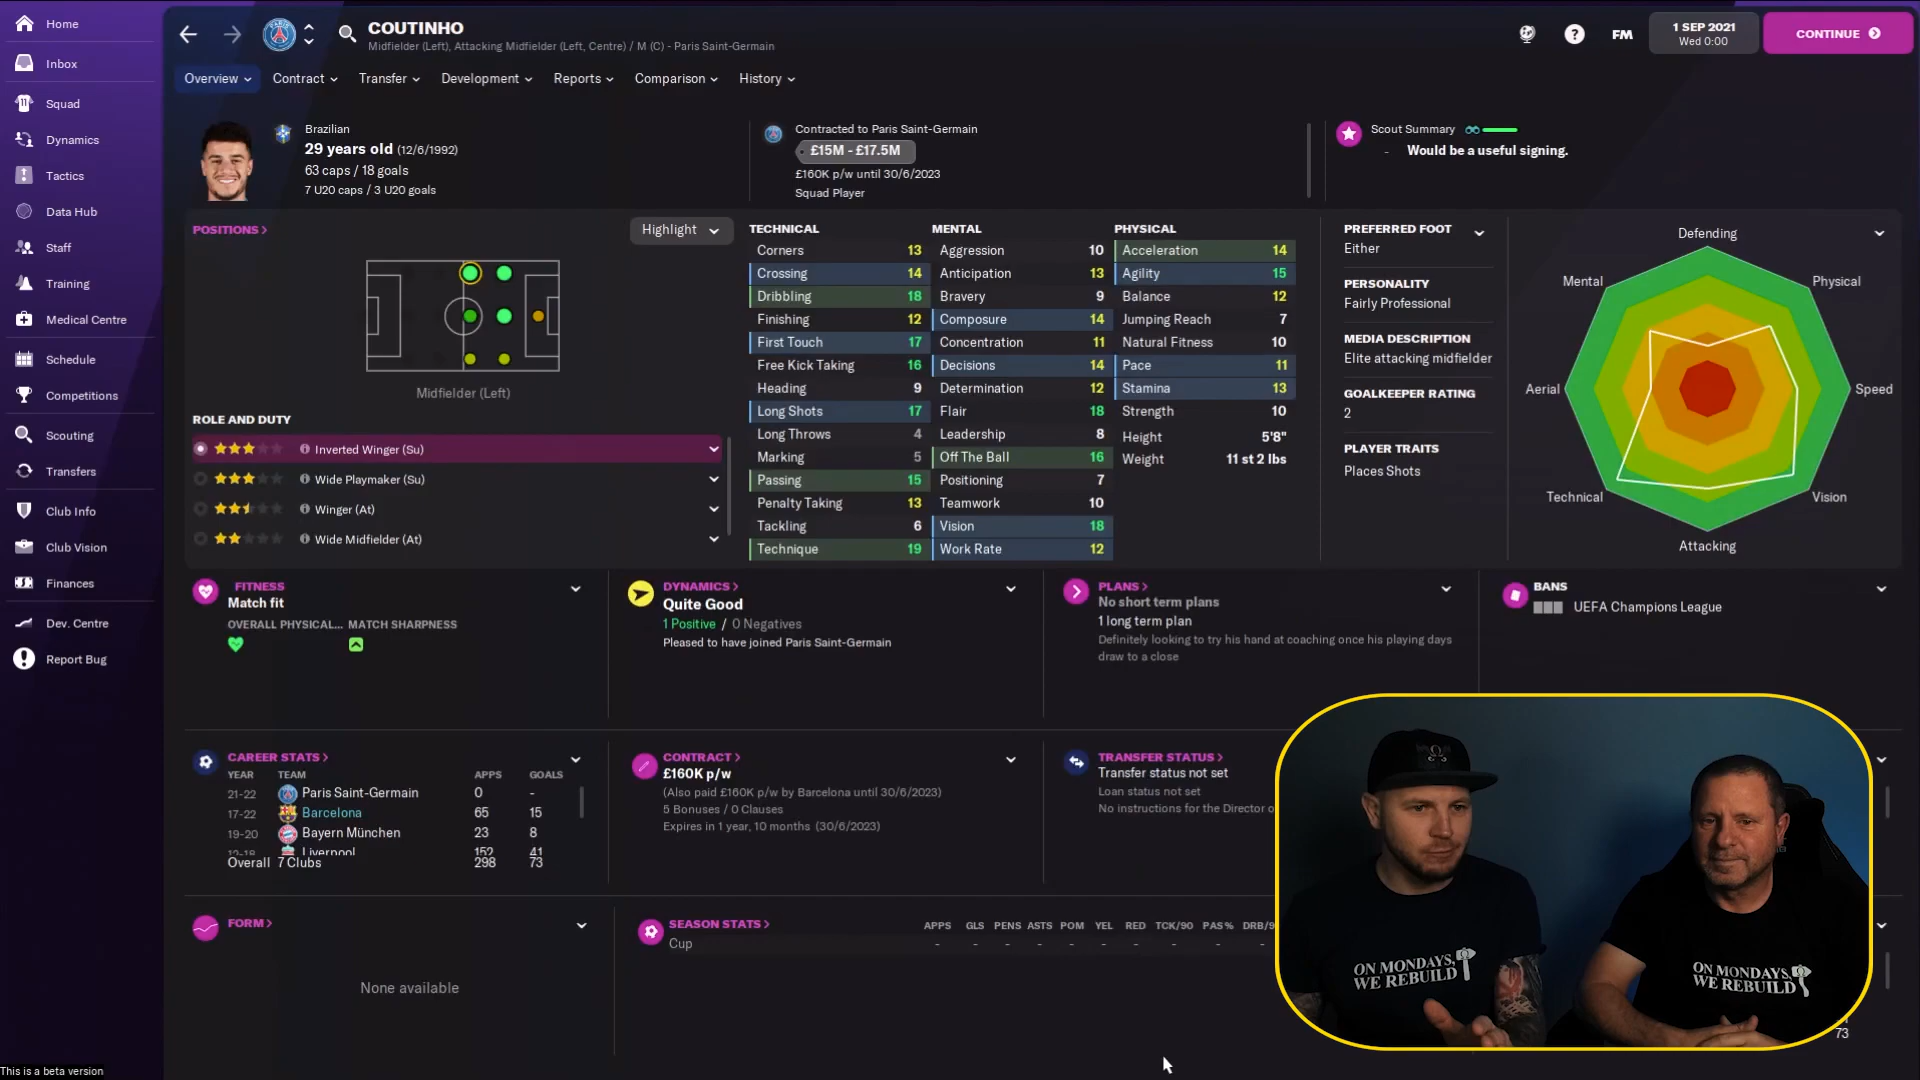 Home
Inbox
Squad
Dynamics
Tactics
Data Hub
Staff
Training
Medical Centre
Schedule
Competitions
Scouting
Transfers
Club Info
Club Vision
Finances
Dev. Centre
Report Bug
This is a beta version
COUTINHO
Midfielder (Left), Attacking Midfielder (Left, Centre) / M (C) - Paris Saint-Germain
FM
1 SEP 2021
Wed 0:00
CONTINUE
Overview Contract Transfer Development Reports Comparison History
Brazilian
29 years old (12/6/1992)
63 caps / 18 goals
7 U20 caps / 3 U20 goals
Contracted to Paris Saint-Germain
£15M - £17.5M
£160K p/w until 30/6/2023
Squad Player
Scout Summary
- Would be a useful signing.
POSITIONS >
Highlight
Midfielder (Left)
ROLE AND DUTY
Inverted Winger (Su)
Wide Playmaker (Su)
Winger (At)
Wide Midfielder (At)
TECHNICAL
Corners 13
Crossing 14
Dribbling 18
Finishing 12
First Touch 17
Free Kick Taking 16
Heading 9
Long Shots 17
Long Throws 4
Marking 5
Passing 15
Penalty Taking 13
Tackling 6
Technique 19
MENTAL
Aggression 10
Anticipation 13
Bravery 9
Composure 14
Concentration 11
Decisions 14
Determination 12
Flair 18
Leadership 8
Off The Ball 16
Positioning 7
Teamwork 10
Vision 18
Work Rate 12
PHYSICAL
Acceleration 14
Agility 15
Balance 12
Jumping Reach 7
Natural Fitness 10
Pace 11
Stamina 13
Strength 10
Height 5'8"
Weight 11 st 2 lbs
PREFERRED FOOT
Either
PERSONALITY
Fairly Professional
MEDIA DESCRIPTION
Elite attacking midfielder
GOALKEEPER RATING
2
PLAYER TRAITS
Places Shots
Defending
Mental Physical
Aerial Speed
Technical Vision
Attacking
FITNESS
Match fit
OVERALL PHYSICAL... MATCH SHARPNESS
DYNAMICS >
Quite Good
1 Positive / 0 Negatives
Pleased to have joined Paris Saint-Germain
PLANS >
No short term plans
1 long term plan
Definitely looking to try his hand at coaching once his playing days
draw to a close
BANS
UEFA Champions League
CAREER STATS >
YEAR TEAM APPS GOALS
21-22 Paris Saint-Germain 0 -
17-22 Barcelona 65 15
19-20 Bayern München 23 8
12-18 Liverpool 152 41
Overall 7 Clubs 298 73
CONTRACT >
£160K p/w
(Also paid £160K p/w by Barcelona until 30/6/2023)
5 Bonuses / 0 Clauses
Expires in 1 year, 10 months (30/6/2023)
TRANSFER STATUS >
Transfer status not set
Loan status not set
No instructions for the Director o
FORM >
None available
SEASON STATS >
APPS GLS PENS ASTS POM YEL RED TCK/90 PAS% DRB/9
Cup - - - - - - - - - -
ON MONDAYS,
WE REBUILD
ON MONDAYS,
WE REBUILD
73